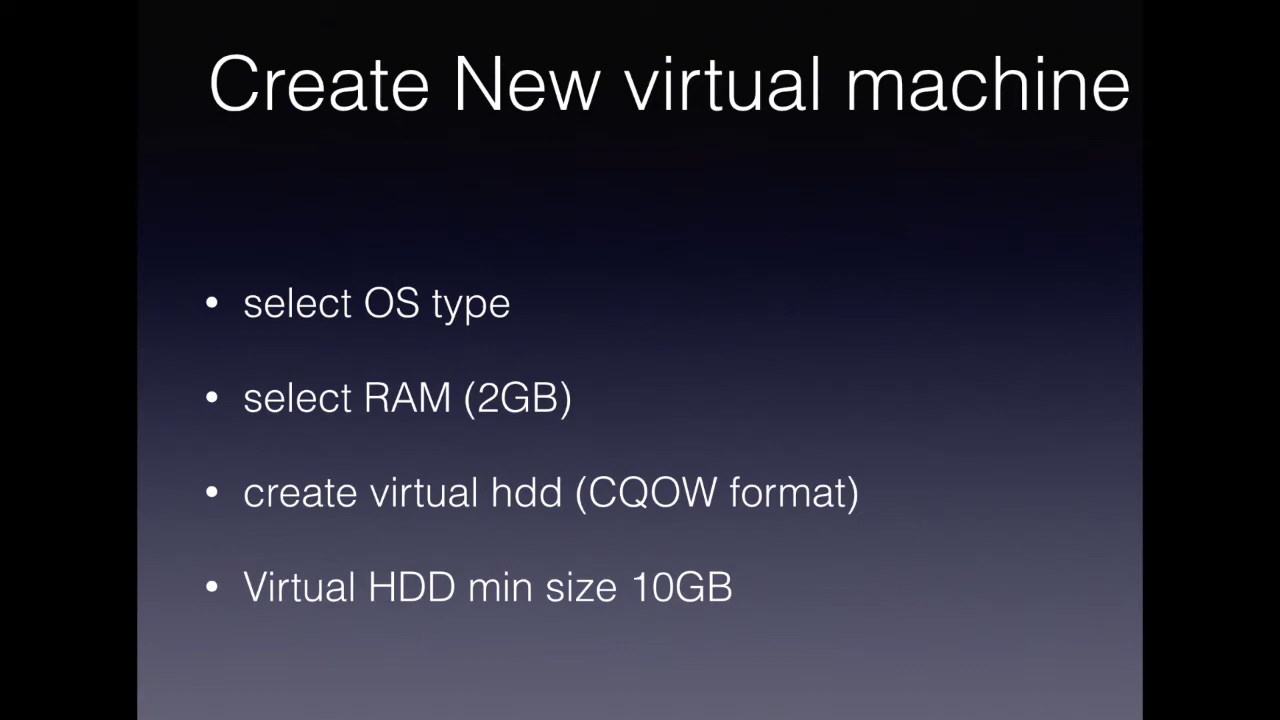 Create New virtual machine
• select OS type
• select RAM (2GB)
• create virtual hdd (CQOW format)
• Virtual HDD min size 10GB